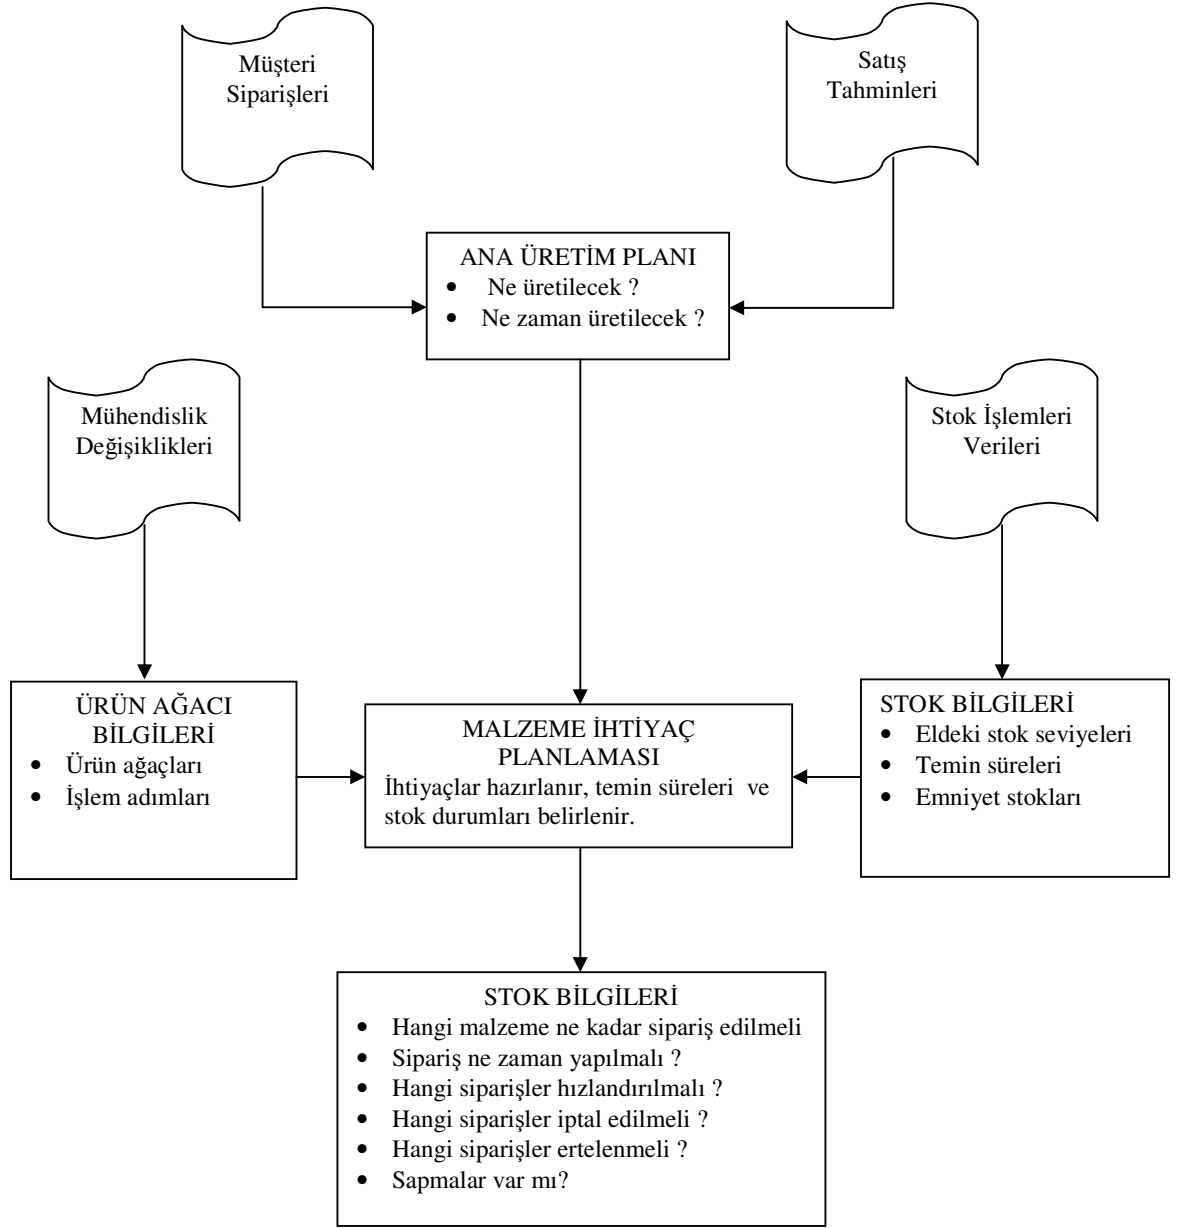 Müşteri
Siparişleri
Satış
Tahminleri
ANA ÜRETİM PLANI
• Ne üretilecek ?
• Ne zaman üretilecek ?
Mühendislik
Değişiklikleri
Stok İşlemleri
Verileri
ÜRÜN AĞACI
BİLGİLERİ
• Ürün ağaçları
• İşlem adımları
MALZEME İHTİYAÇ
PLANLAMASI
İhtiyaçlar hazırlanır, temin süreleri ve
stok durumları belirlenir.
STOK BİLGİLERİ
• Eldeki stok seviyeleri
• Temin süreleri
• Emniyet stokları
STOK BİLGİLERİ
• Hangi malzeme ne kadar sipariş edilmeli
• Sipariş ne zaman yapılmalı ?
• Hangi siparişler hızlandırılmalı ?
• Hangi siparişler iptal edilmeli ?
• Hangi siparişler ertelenmeli ?
• Sapmalar var mı?